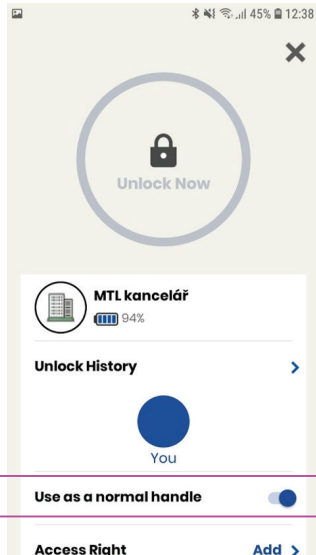 45% 12:38
Unlock Now
MTL kancelář
94%
Unlock History
You
Use as a normal handle
Access Right Add